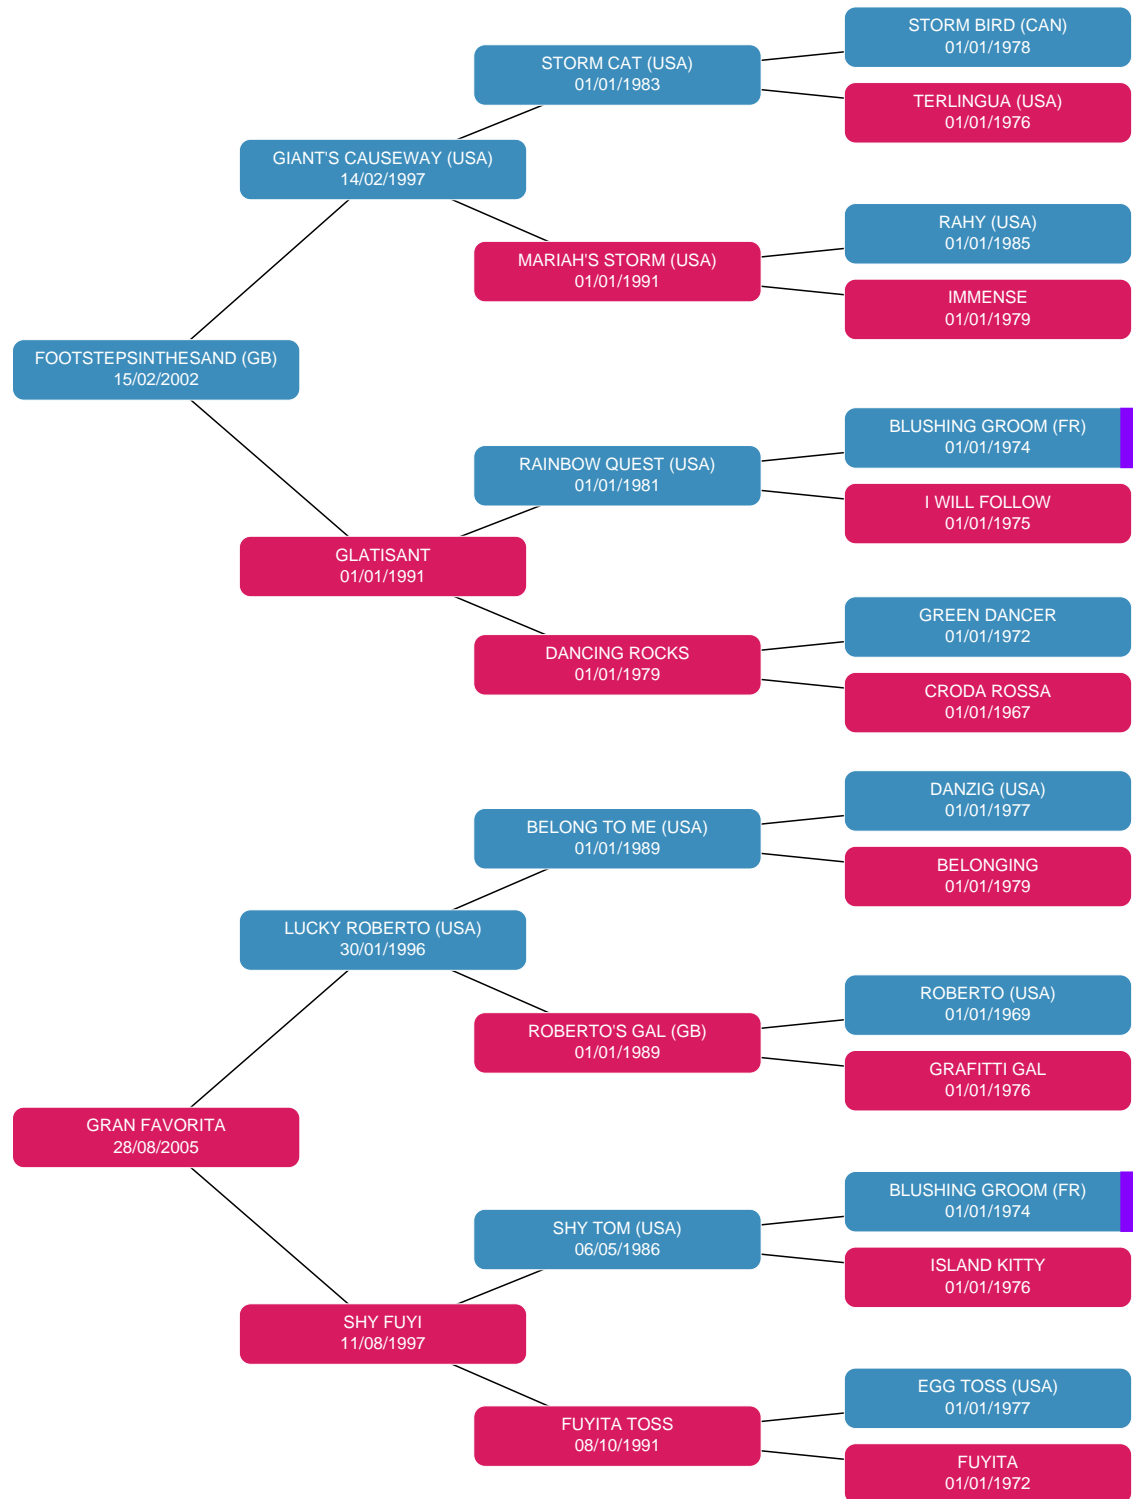 STORM BIRD (CAN)
01/01/1978
STORM CAT (USA)
01/01/1983
TERLINGUA (USA)
01/01/1976
GIANT'S CAUSEWAY (USA)
14/02/1997
RAHY (USA)
01/01/1985
MARIAH'S STORM (USA)
01/01/1991
IMMENSE
01/01/1979
FOOTSTEPSINTHESAND (GB)
15/02/2002
BLUSHING GROOM (FR)
01/01/1974
RAINBOW QUEST (USA)
01/01/1981
I WILL FOLLOW
01/01/1975
GLATISANT
01/01/1991
GREEN DANCER
01/01/1972
DANCING ROCKS
01/01/1979
CRODA ROSSA
01/01/1967
DANZIG (USA)
01/01/1977
BELONG TO ME (USA)
01/01/1989
BELONGING
01/01/1979
LUCKY ROBERTO (USA)
30/01/1996
ROBERTO (USA)
01/01/1969
ROBERTO'S GAL (GB)
01/01/1989
GRAFITTI GAL
01/01/1976
GRAN FAVORITA
28/08/2005
BLUSHING GROOM (FR)
01/01/1974
SHY TOM (USA)
06/05/1986
ISLAND KITTY
01/01/1976
SHY FUYI
11/08/1997
EGG TOSS (USA)
01/01/1977
FUYITA TOSS
08/10/1991
FUYITA
01/01/1972